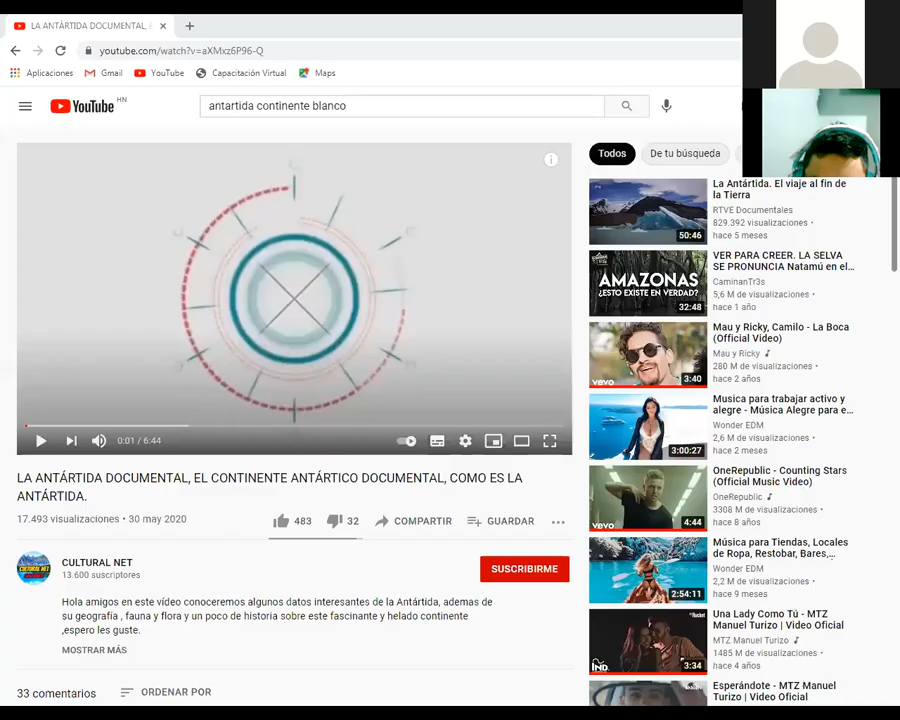 LA ANTÁRTIDA DOCUMENTAL, E
youtube.com/watch?v=aXMxz6P96-Q
Aplicaciones
Gmail
YouTube
Capacitación Virtual
Maps
YouTube HN
antartida continente blanco
0:01 / 6:44
LA ANTÁRTIDA DOCUMENTAL, EL CONTINENTE ANTÁRTICO DOCUMENTAL, COMO ES LA
ANTÁRTIDA.
17.493 visualizaciones • 30 may 2020
483
32
COMPARTIR
GUARDAR
CULTURAL NET
13.600 suscriptores
SUSCRIBIRME
Hola amigos en este vídeo conoceremos algunos datos interesantes de la Antártida, ademas de
su geografía , fauna y flora y un poco de historia sobre este fascinante y helado continente
,espero les guste.
MOSTRAR MÁS
33 comentarios
ORDENAR POR
Todos
De tu búsqueda
50:46
La Antártida. El viaje al fin de
la Tierra
RTVE Documentales
829.392 visualizaciones •
hace 5 meses
AMAZONAS
¿ESTO EXISTE EN VERDAD?
32:48
VER PARA CREER. LA SELVA
SE PRONUNCIA Natamú en el...
CaminanTr3s
5,6 M de visualizaciones •
hace 1 año
vevo
3:40
Mau y Ricky, Camilo - La Boca
(Official Video)
Mau y Ricky
280 M de visualizaciones •
hace 2 años
3:00:27
Musica para trabajar activo y
alegre - Música Alegre para e...
Wonder EDM
2,6 M de visualizaciones •
hace 2 meses
vevo
4:44
OneRepublic - Counting Stars
(Official Music Video)
OneRepublic
3308 M de visualizaciones •
hace 8 años
2:54:11
Música para Tiendas, Locales
de Ropa, Restobar, Bares,...
Wonder EDM
2,2 M de visualizaciones •
hace 9 meses
IND.
3:34
Una Lady Como Tú - MTZ
Manuel Turizo | Video Oficial
MTZ Manuel Turizo
1485 M de visualizaciones •
hace 4 años
Esperándote - MTZ Manuel
Turizo | Video Oficial